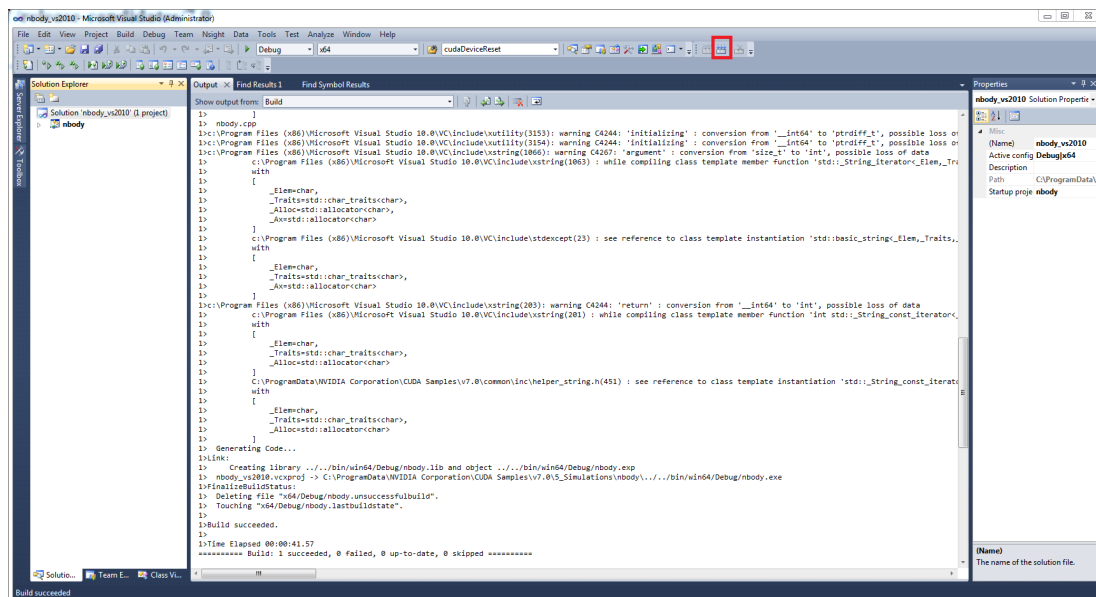 nbody_vs2010 - Microsoft Visual Studio (Administrator)
File Edit View Project Build Debug Team Nsight Data Tools Test Analyze Window Help
Debug x64 cudaDeviceReset
Server Explorer
Toolbox
Solution Explorer
Solution 'nbody_vs2010' (1 project)
nbody
Solutio... Team E... Class Vi...
Output Find Results 1 Find Symbol Results
Show output from: Build
1> ]
1> nbody.cpp
1>c:\Program Files (x86)\Microsoft Visual Studio 10.0\VC\include\xutility(3153): warning C4244: 'initializing' : conversion from '__int64' to 'ptrdiff_t', possible loss of
1>c:\Program Files (x86)\Microsoft Visual Studio 10.0\VC\include\xutility(3154): warning C4244: 'initializing' : conversion from '__int64' to 'ptrdiff_t', possible loss of
1>c:\Program Files (x86)\Microsoft Visual Studio 10.0\VC\include\xstring(1066): warning C4267: 'argument' : conversion from 'size_t' to 'int', possible loss of data
1> c:\Program Files (x86)\Microsoft Visual Studio 10.0\VC\include\xstring(1063) : while compiling class template member function 'std::_String_iterator<_Elem,_Tra
1> with
1> [
1> _Elem=char,
1> _Traits=std::char_traits<char>,
1> _Alloc=std::allocator<char>,
1> _Ax=std::allocator<char>
1> ]
1> c:\Program Files (x86)\Microsoft Visual Studio 10.0\VC\include\stdexcept(23) : see reference to class template instantiation 'std::basic_string<_Elem,_Traits,_
1> with
1> [
1> _Elem=char,
1> _Traits=std::char_traits<char>,
1> _Ax=std::allocator<char>
1> ]
1>c:\Program Files (x86)\Microsoft Visual Studio 10.0\VC\include\xstring(203): warning C4244: 'return' : conversion from '__int64' to 'int', possible loss of data
1> c:\Program Files (x86)\Microsoft Visual Studio 10.0\VC\include\xstring(201) : while compiling class template member function 'int std::_String_const_iterator<_
1> with
1> [
1> _Elem=char,
1> _Traits=std::char_traits<char>,
1> _Alloc=std::allocator<char>
1> ]
1> C:\ProgramData\NVIDIA Corporation\CUDA Samples\v7.0\common\inc\helper_string.h(451) : see reference to class template instantiation 'std::_String_const_iterato
1> with
1> [
1> _Elem=char,
1> _Traits=std::char_traits<char>,
1> _Alloc=std::allocator<char>
1> ]
1> Generating Code...
1>Link:
1> Creating library ../../bin/win64/Debug/nbody.lib and object ../../bin/win64/Debug/nbody.exp
1> nbody_vs2010.vcxproj -> C:\ProgramData\NVIDIA Corporation\CUDA Samples\v7.0\5_Simulations\nbody\../../bin/win64/Debug/nbody.exe
1>FinalizeBuildStatus:
1> Deleting file "x64/Debug/nbody.unsuccessfulbuild".
1> Touching "x64/Debug/nbody.lastbuildstate".
1>
1>Build succeeded.
1>
1>Time Elapsed 00:00:41.57
========== Build: 1 succeeded, 0 failed, 0 up-to-date, 0 skipped ==========
Properties
nbody_vs2010 Solution Propertie
Misc
(Name) nbody_vs2010
Active config Debug|x64
Description
Path C:\ProgramData\
Startup proje nbody
(Name)
The name of the solution file.
Build succeeded